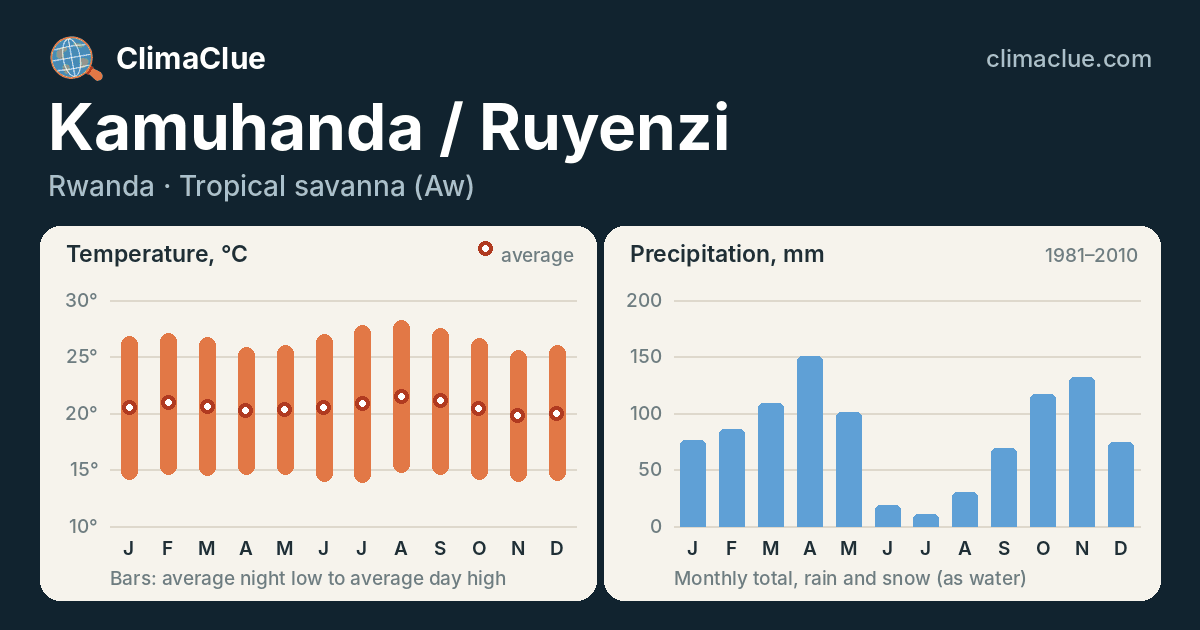 ClimaClue
climaclue.com
Kamuhanda / Ruyenzi
Rwanda · Tropical savanna (Aw)
Temperature, °C
average
30°
25°
20°
15°
10°
J F M A M J J A S O N D
Bars: average night low to average day high
Precipitation, mm
1981–2010
200
150
100
50
0
J F M A M J J A S O N D
Monthly total, rain and snow (as water)